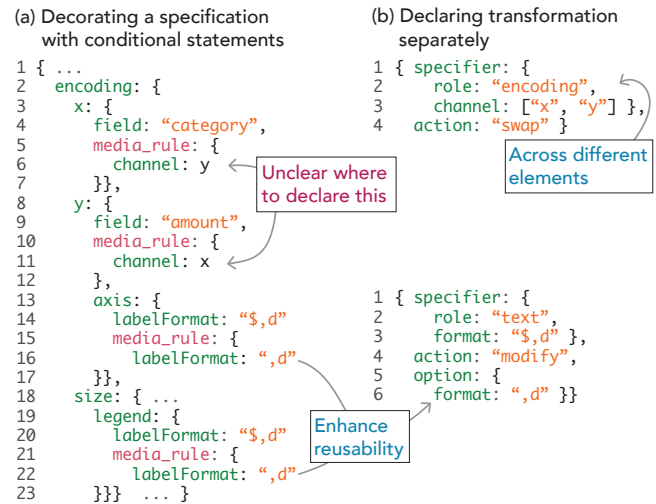 (a) Decorating a specification
with conditional statements
1 { ...
2 encoding: {
3 x: {
4 field: “category”,
5 media_rule: {
6 channel: y
7 }},
8 y: {
9 field: “amount”,
10 media_rule: {
11 channel: x
12 },
13 axis: {
14 labelFormat: “$,d”
15 media_rule: {
16 labelFormat: “,d”
17 }},
18 size: { ...
19 legend: {
20 labelFormat: “$,d”
21 media_rule: {
22 labelFormat: “,d”
23 }}} ... }
Unclear where
to declare this
Enhance
reusability
(b) Declaring transformation
separately
1 { specifier: {
2 role: “encoding”,
3 channel: [“x”, “y”] },
4 action: “swap” }
Across different
elements
1 { specifier: {
2 role: “text”,
3 format: “$,d” },
4 action: “modify”,
5 option: {
6 format: “,d” }}